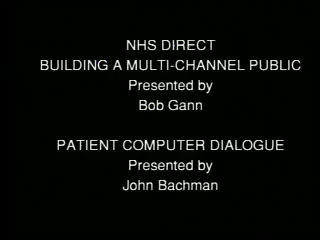 NHS DIRECT
BUILDING A MULTI-CHANNEL PUBLIC
Presented by
Bob Gann
PATIENT COMPUTER DIALOGUE
Presented by
John Bachman